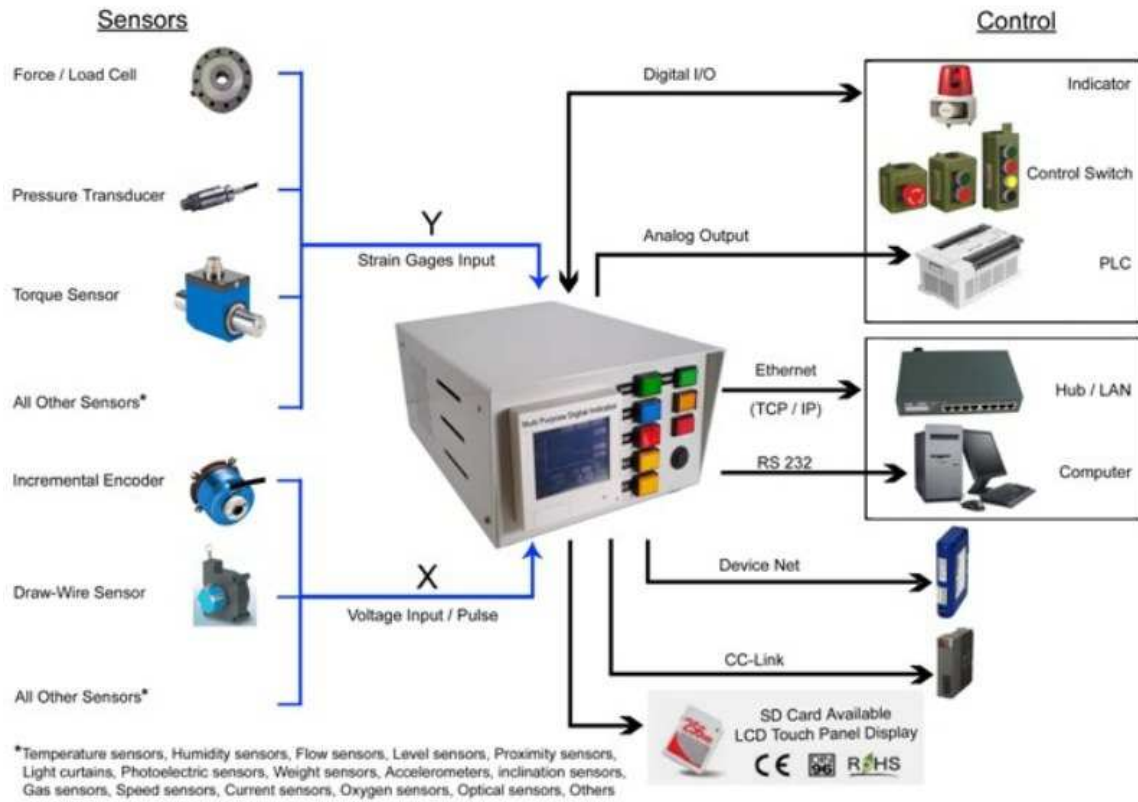 Sensors
Control
Force / Load Cell
Pressure Transducer
Torque Sensor
All Other Sensors*
Y
Strain Gages Input
Incremental Encoder
Draw-Wire Sensor
All Other Sensors*
X
Voltage Input / Pulse
*Temperature sensors, Humidity sensors, Flow sensors, Level sensors, Proximity sensors,
Light curtains, Photoelectric sensors, Weight sensors, Accelerometers, inclination sensors,
Gas sensors, Speed sensors, Current sensors, Oxygen sensors, Optical sensors, Others
Multi Purpose Digital Indicator
Digital I/O
Indicator
Control Switch
Analog Output
PLC
Ethernet
(TCP / IP)
Hub / LAN
RS 232
Computer
Device Net
CC-Link
256MB
SD Card Available
LCD Touch Panel Display
CE
RoHS